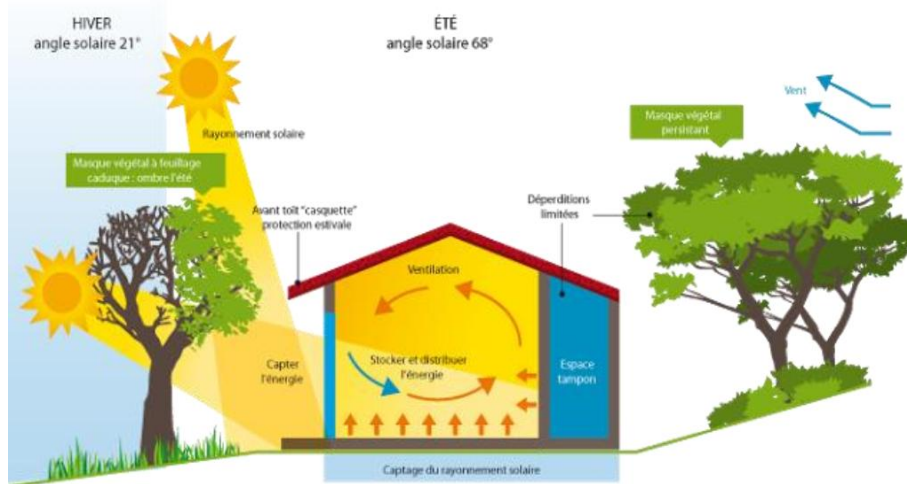 HIVER
angle solaire 21°
ÉTÉ
angle solaire 68°
Vent
Masque végétal
persistant
Rayonnement solaire
Masque végétal à feuillage
caduque : ombre l'été
Avant toît "casquette"
protection estivale
Déperditions
limitées
Ventilation
Capter
l'énergie
Stocker et distribuer
l'énergie
Espace
tampon
Captage du rayonnement solaire